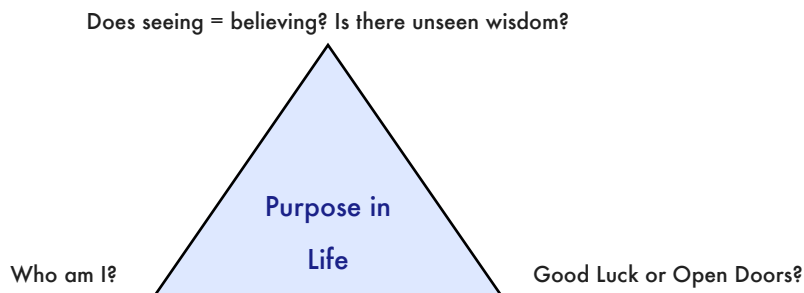 Does seeing = believing? Is there unseen wisdom?
Purpose in
Life
Who am I?
Good Luck or Open Doors?